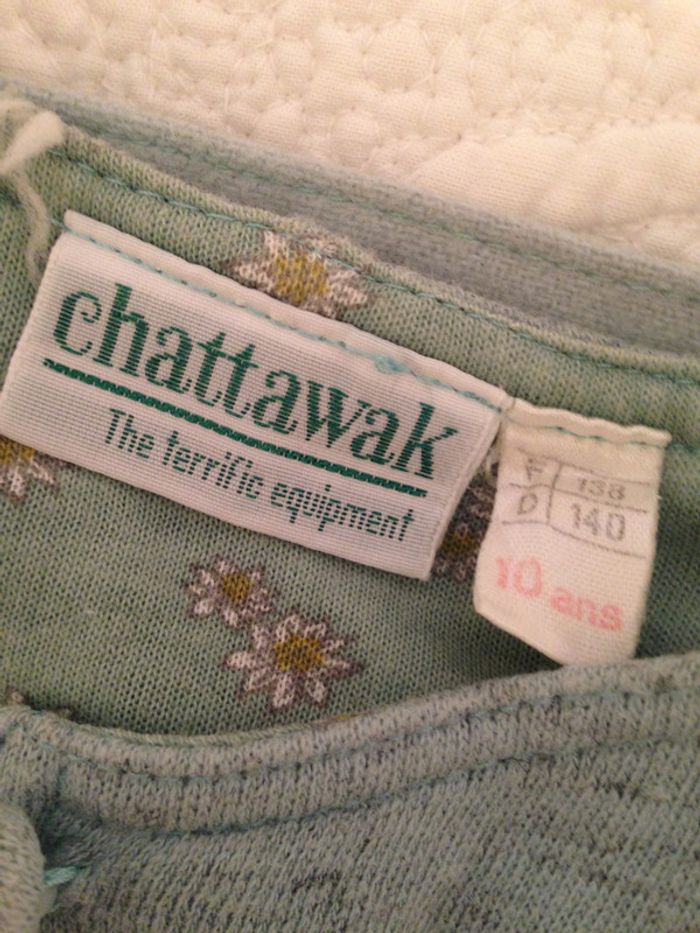 chattawak
The terrific equipment
F 138
D 140
10 ans